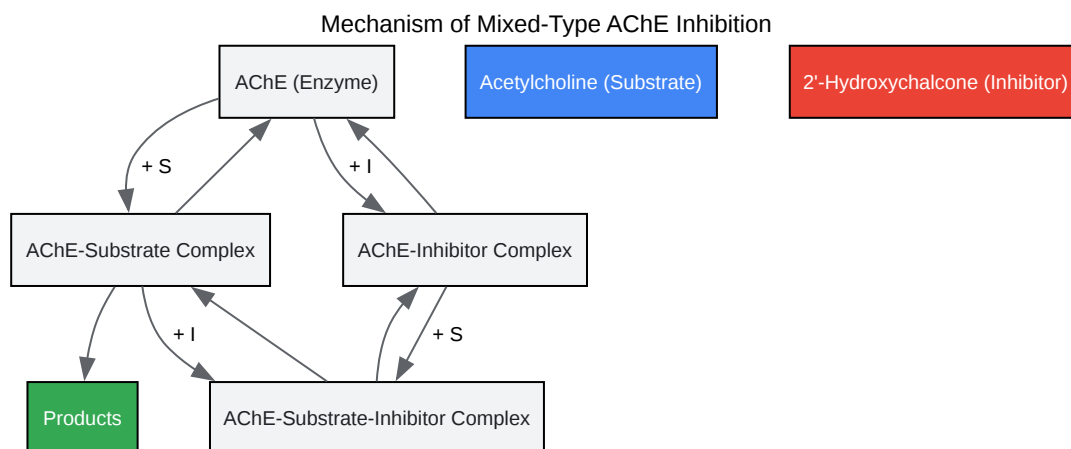 Mechanism of Mixed-Type AChE Inhibition
AChE (Enzyme)
Acetylcholine (Substrate)
2'-Hydroxychalcone (Inhibitor)
+ S
+ I
AChE-Substrate Complex
AChE-Inhibitor Complex
+ I
+ S
Products
AChE-Substrate-Inhibitor Complex